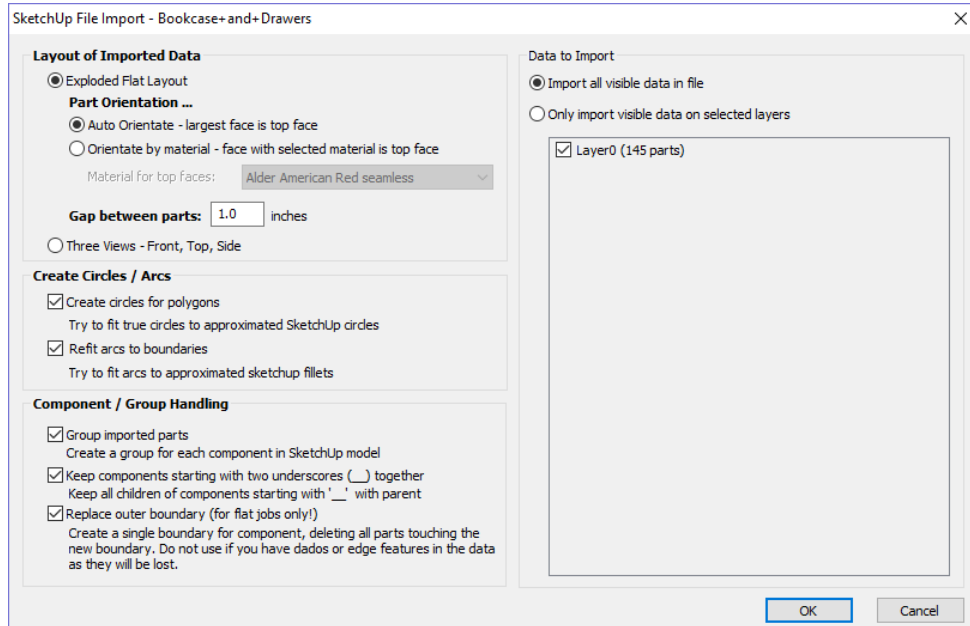 SketchUp File Import - Bookcase+and+Drawers
Layout of Imported Data
Exploded Flat Layout
Part Orientation ...
Auto Orientate - largest face is top face
Orientate by material - face with selected material is top face
Material for top faces: Alder American Red seamless
Gap between parts: 1.0 inches
Three Views - Front, Top, Side
Create Circles / Arcs
Create circles for polygons
Try to fit true circles to approximated SketchUp circles
Refit arcs to boundaries
Try to fit arcs to approximated sketchup fillets
Component / Group Handling
Group imported parts
Create a group for each component in SketchUp model
Keep components starting with two underscores (__) together
Keep all children of components starting with '__' with parent
Replace outer boundary (for flat jobs only!)
Create a single boundary for component, deleting all parts touching the
new boundary. Do not use if you have dados or edge features in the data
as they will be lost.
Data to Import
Import all visible data in file
Only import visible data on selected layers
Layer0 (145 parts)
OK
Cancel